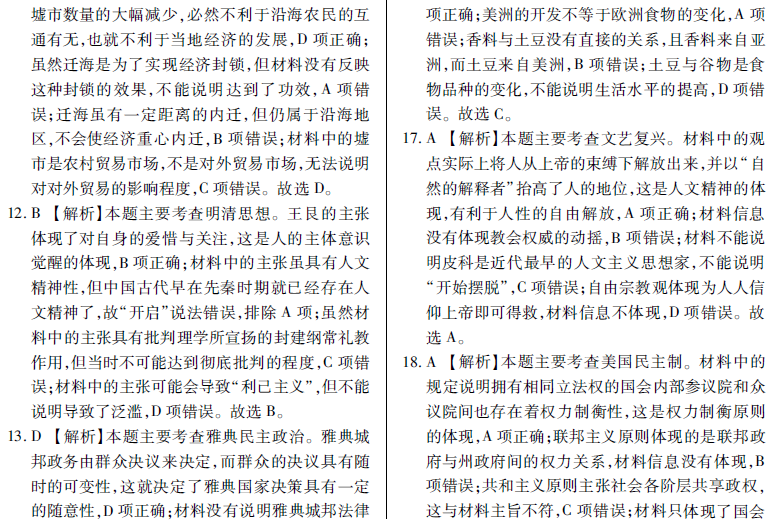 墟市数量的大幅减少,必然不利于沿海农民的互
通有无,也就不利于当地经济的发展,D 项正确;
虽然迁海是为了实现经济封锁,但材料没有反映
这种封锁的效果,不能说明达到了功效,A 项错
误;迁海虽有一定距离的内迁,但仍属于沿海地
区,不会使经济重心内迁,B 项错误;材料中的墟
市是农村贸易市场,不是对外贸易市场,无法说明
对对外贸易的影响程度,C 项错误。故选 D。
12. B 【解析】本题主要考查明清思想。王艮的主张
体现了对自身的爱惜与关注,这是人的主体意识
觉醒的体现,B 项正确;材料中的主张虽具有人文
精神性,但中国古代早在先秦时期就已经存在人
文精神了,故“开启”说法错误,排除 A 项;虽然材
料中的主张具有批判理学所宣扬的封建纲常礼教
作用,但当时不可能达到彻底批判的程度,C 项错
误;材料中的主张可能会导致“利己主义”,但不能
说明导致了泛滥,D 项错误。故选 B。
13. D 【解析】本题主要考查雅典民主政治。雅典城
邦政务由群众决议来决定,而群众的决议具有随
时的可变性,这就决定了雅典国家决策具有一定
的随意性,D 项正确;材料没有说明雅典城邦法律
项正确;美洲的开发不等于欧洲食物的变化,A 项
错误;香料与土豆没有直接的关系,且香料来自亚
洲,而土豆来自美洲,B 项错误;土豆与谷物是食
物品种的变化,不能说明生活水平的提高,D 项错
误。故选 C。
17. A 【解析】本题主要考查文艺复兴。材料中的观
点实际上将人从上帝的束缚下解放出来,并以“自
然的解释者”抬高了人的地位,这是人文精神的体
现,有利于人性的自由解放,A 项正确;材料信息
没有体现教会权威的动摇,B 项错误;材料不能说
明皮科是近代最早的人文主义思想家,不能说明
“开始摆脱”,C 项错误;自由宗教观体现为人人信
仰上帝即可得救,材料信息不体现,D 项错误。故
选 A。
18. A 【解析】本题主要考查美国民主制。材料中的
规定说明拥有相同立法权的国会内部参议院和众
议院间也存在着权力制衡性,这是权力制衡原则
的体现,A 项正确;联邦主义原则体现的是联邦政
府与州政府间的权力关系,材料信息没有体现,B
项错误;共和主义原则主张社会各阶层共享政权,
这与材料主旨不符,C 项错误;材料只体现了国会